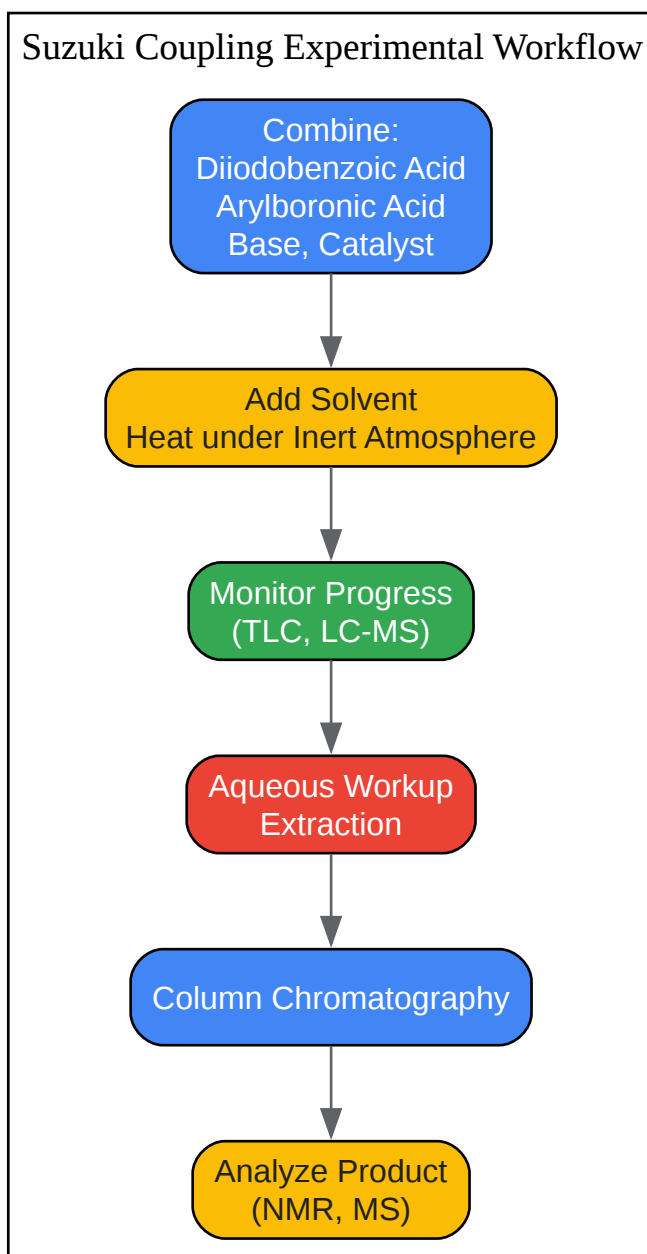 Suzuki Coupling Experimental Workflow
Combine:
Diiodobenzoic Acid
Arylboronic Acid
Base, Catalyst
Add Solvent
Heat under Inert Atmosphere
Monitor Progress
(TLC, LC-MS)
Aqueous Workup
Extraction
Column Chromatography
Analyze Product
(NMR, MS)